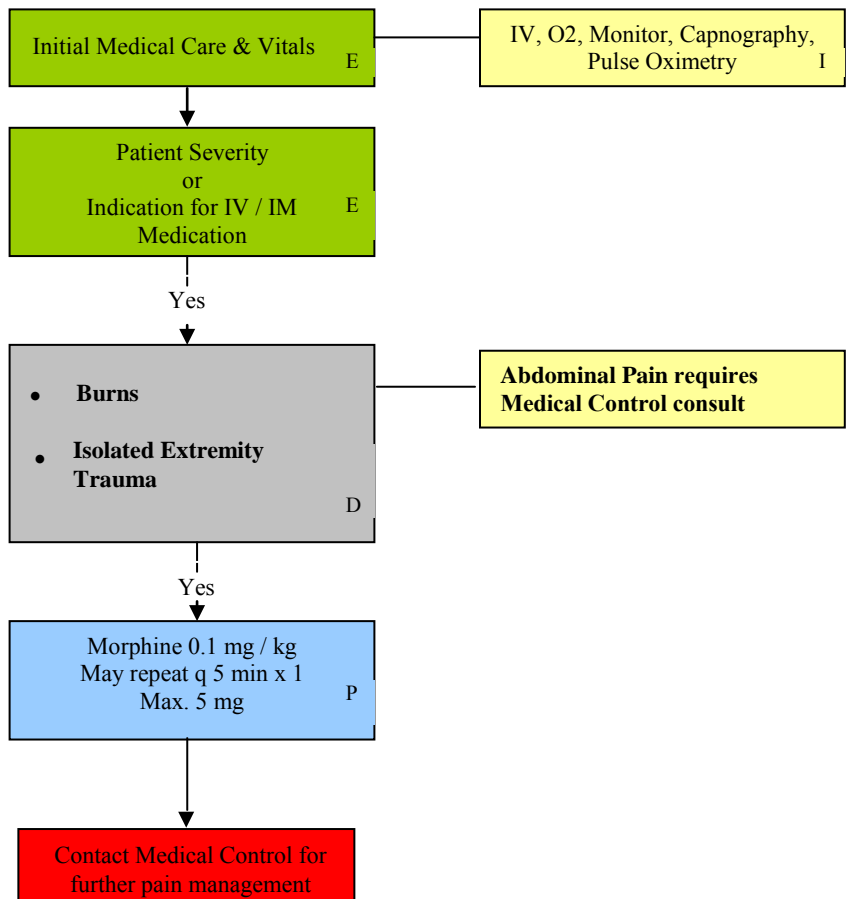 Initial Medical Care & Vitals
E
IV, O2, Monitor, Capnography,
Pulse Oximetry I
Patient Severity
or
Indication for IV / IM
Medication
E
Yes
• Burns
• Isolated Extremity
Trauma
D
Abdominal Pain requires
Medical Control consult
Yes
Morphine 0.1 mg / kg
May repeat q 5 min x 1
Max. 5 mg
P
Contact Medical Control for
further pain management